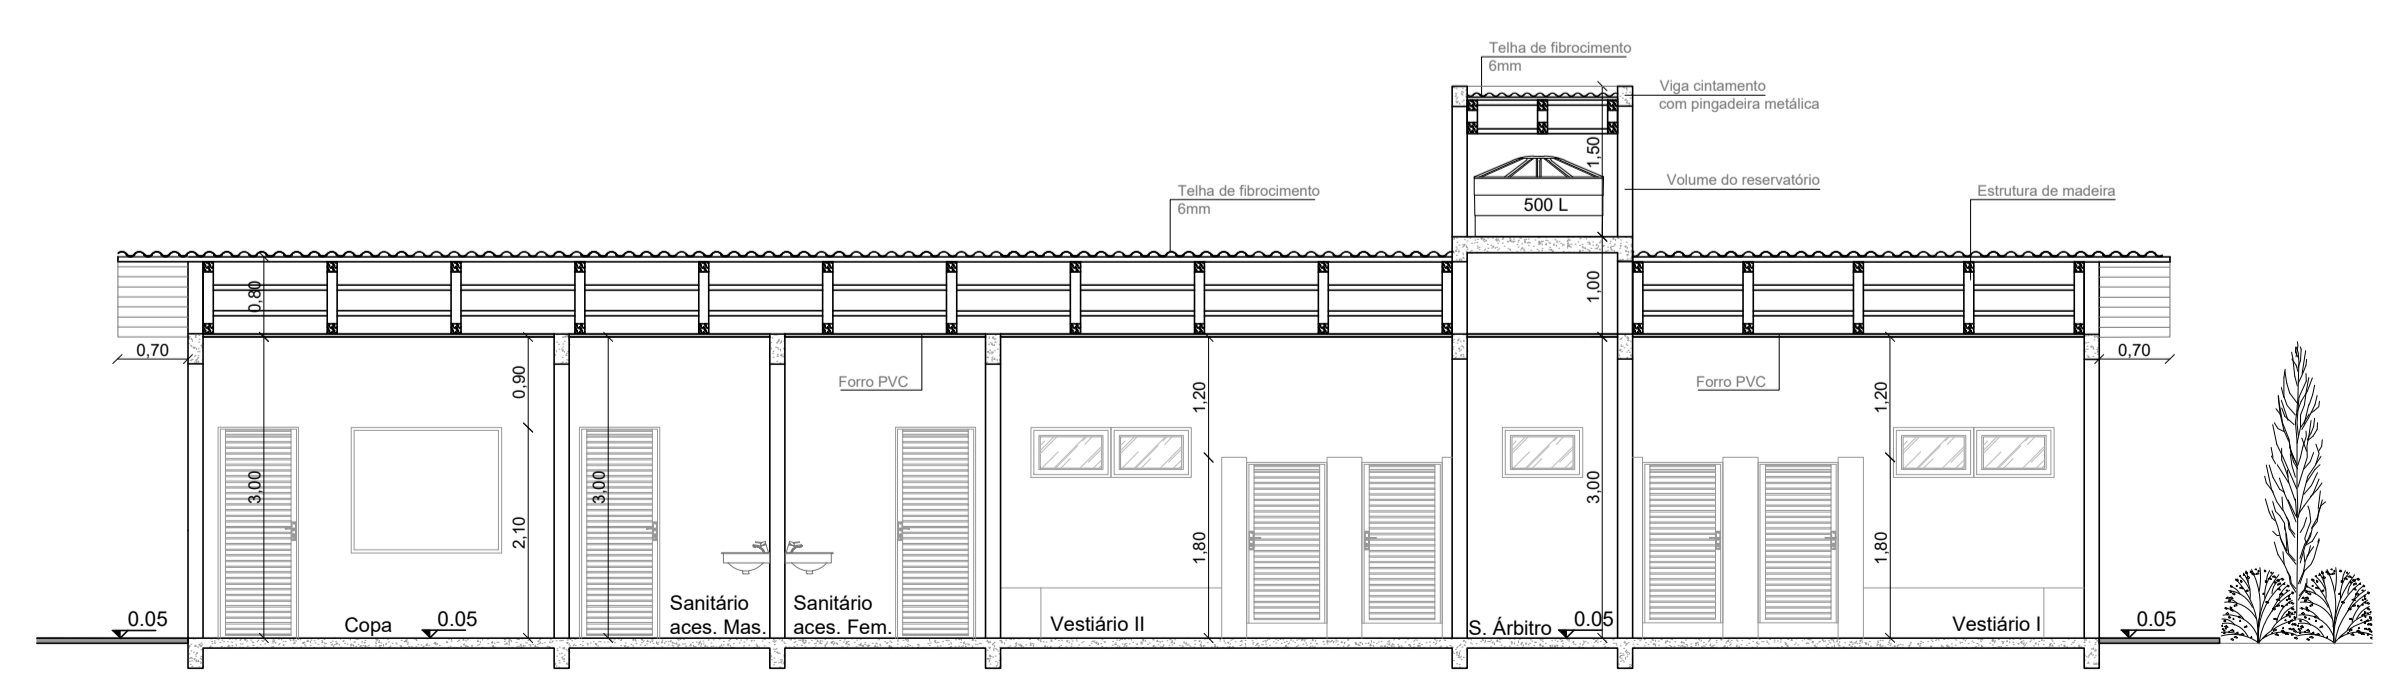 Telha de fibrocimento
6mm
Viga cintamento
com pingadeira metálica
1,50
Volume do reservatório
Telha de fibrocimento
6mm
Estrutura de madeira
500 L
0,80
1,00
0,70
0,70
0,90
Forro PVC
1,20
Forro PVC
1,20
3,00
3,00
3,00
2,10
1,80
1,80
0.05
Copa
0.05
Sanitário
aces. Mas.
Sanitário
aces. Fem.
Vestiário II
S. Árbitro
0.05
Vestiário I
0.05